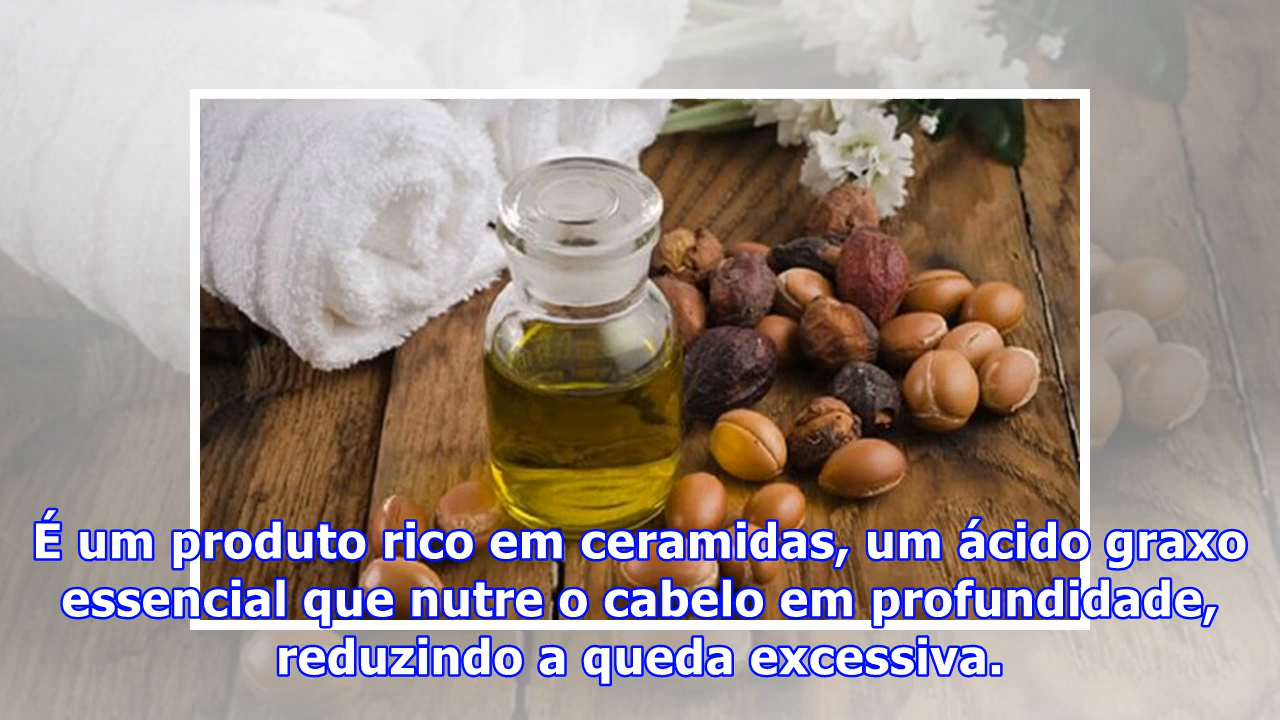 É um produto rico em ceramidas, um ácido graxo
essencial que nutre o cabelo em profundidade,
reduzindo a queda excessiva.